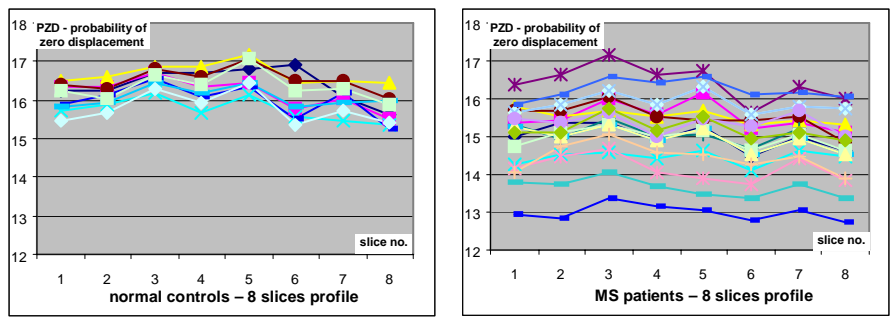 18
17
16
15
14
13
12
PZD - probability of
zero displacement
slice no.
1 2 3 4 5 6 7 8
normal controls – 8 slices profile
18
17
16
15
14
13
12
PZD - probability of
zero displacement
slice no.
1 2 3 4 5 6 7 8
MS patients – 8 slices profile